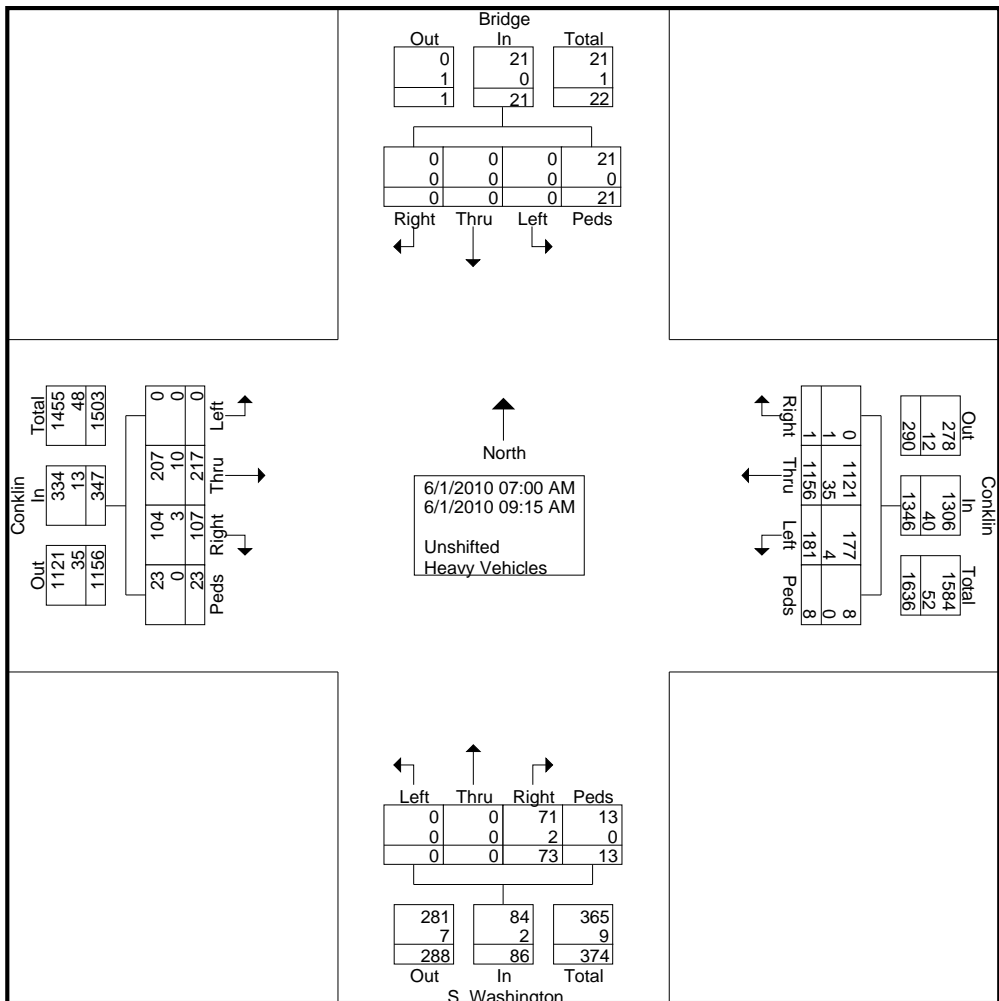 Bridge
Out In Total
0 21 21
1 0 1
1 21 22
0 0 0 21
0 0 0 0
0 0 0 21
Right Thru Left Peds
Conklin
Total In Out
1455 334 1121
48 13 35
1503 347 1156
0 207 104 23
0 10 3 0
0 217 107 23
Left Thru Right Peds
North
6/1/2010 07:00 AM
6/1/2010 09:15 AM
Unshifted
Heavy Vehicles
Conklin
Out In Total
278 1306 1584
12 40 52
290 1346 1636
0 1121 177 8
1 35 4 0
1 1156 181 8
Right Thru Left Peds
Left Thru Right Peds
0 0 71 13
0 0 2 0
0 0 73 13
281 84 365
7 2 9
288 86 374
Out In Total
S. Washington